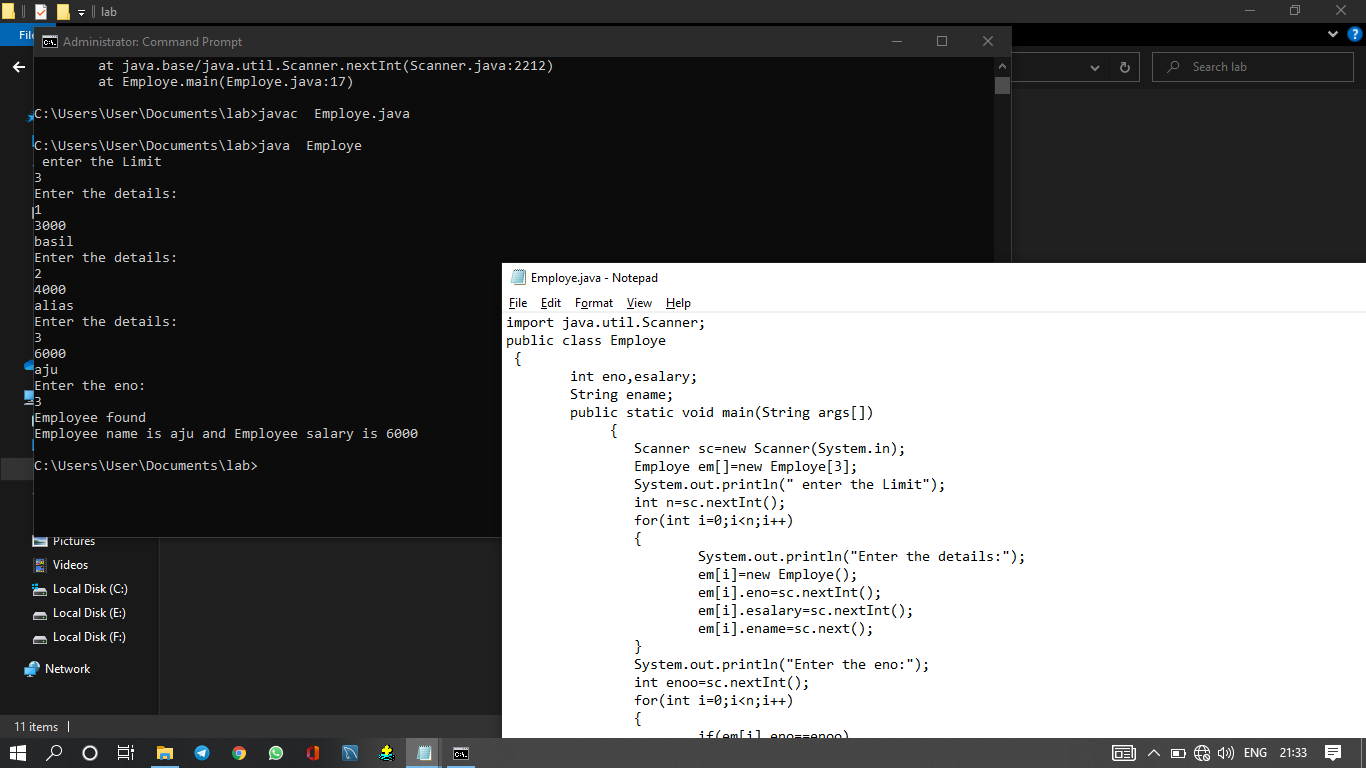 lab
File
Administrator: Command Prompt
Search lab
at java.base/java.util.Scanner.nextInt(Scanner.java:2212)
at Employe.main(Employe.java:17)
C:\Users\User\Documents\lab>javac  Employe.java
C:\Users\User\Documents\lab>java  Employe
enter the Limit
3
Enter the details:
1
3000
basil
Enter the details:
2
4000
alias
Enter the details:
3
6000
aju
Enter the eno:
3
Employee found
Employee name is aju and Employee salary is 6000
C:\Users\User\Documents\lab>
Pictures
Videos
Local Disk (C:)
Local Disk (E:)
Local Disk (F:)
Network
11 items
Employe.java - Notepad
File Edit Format View Help
import java.util.Scanner;
public class Employe
{
int eno,esalary;
String ename;
public static void main(String args[])
{
Scanner sc=new Scanner(System.in);
Employe em[]=new Employe[3];
System.out.println(" enter the Limit");
int n=sc.nextInt();
for(int i=0;i<n;i++)
{
System.out.println("Enter the details:");
em[i]=new Employe();
em[i].eno=sc.nextInt();
em[i].esalary=sc.nextInt();
em[i].ename=sc.next();
}
System.out.println("Enter the eno:");
int enoo=sc.nextInt();
for(int i=0;i<n;i++)
{
if(em[i].eno==enoo)
ENG 21:33